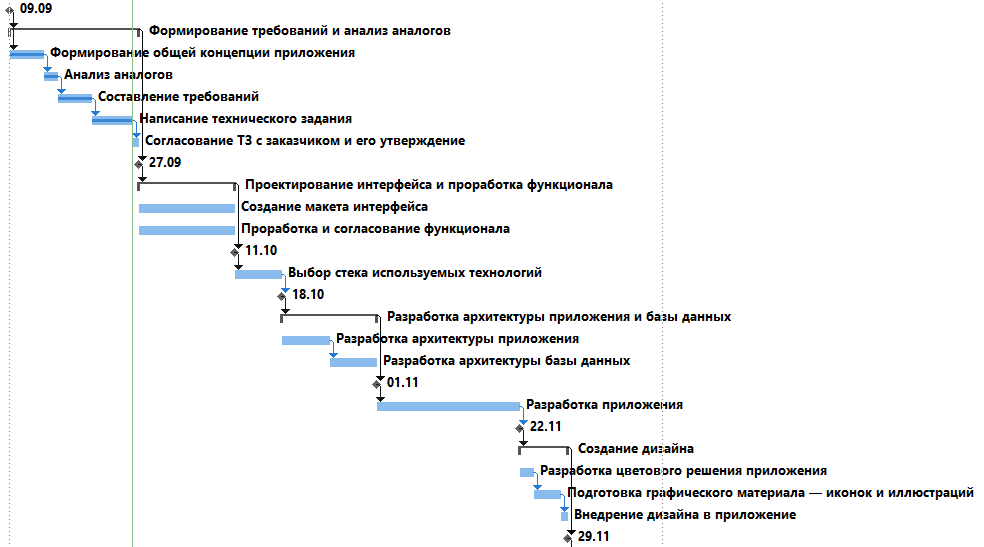 09.09
Формирование требований и анализ аналогов
Формирование общей концепции приложения
Анализ аналогов
Составление требований
Написание технического задания
Согласование ТЗ с заказчиком и его утверждение
27.09
Проектирование интерфейса и проработка функционала
Создание макета интерфейса
Проработка и согласование функционала
11.10
Выбор стека используемых технологий
18.10
Разработка архитектуры приложения и базы данных
Разработка архитектуры приложения
Разработка архитектуры базы данных
01.11
Разработка приложения
22.11
Создание дизайна
Разработка цветового решения приложения
Подготовка графического материала — иконок и иллюстраций
Внедрение дизайна в приложение
29.11